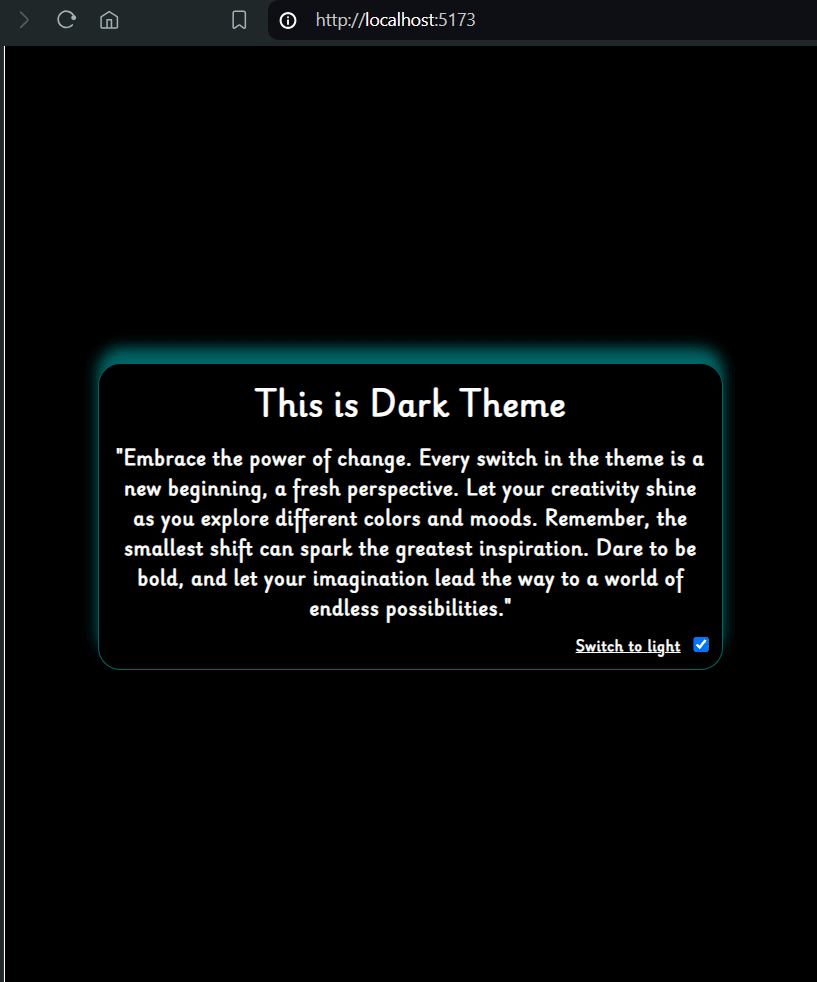 http://localhost:5173
This is Dark Theme
"Embrace the power of change. Every switch in the theme is a
new beginning, a fresh perspective. Let your creativity shine
as you explore different colors and moods. Remember, the
smallest shift can spark the greatest inspiration. Dare to be
bold, and let your imagination lead the way to a world of
endless possibilities."
Switch to light